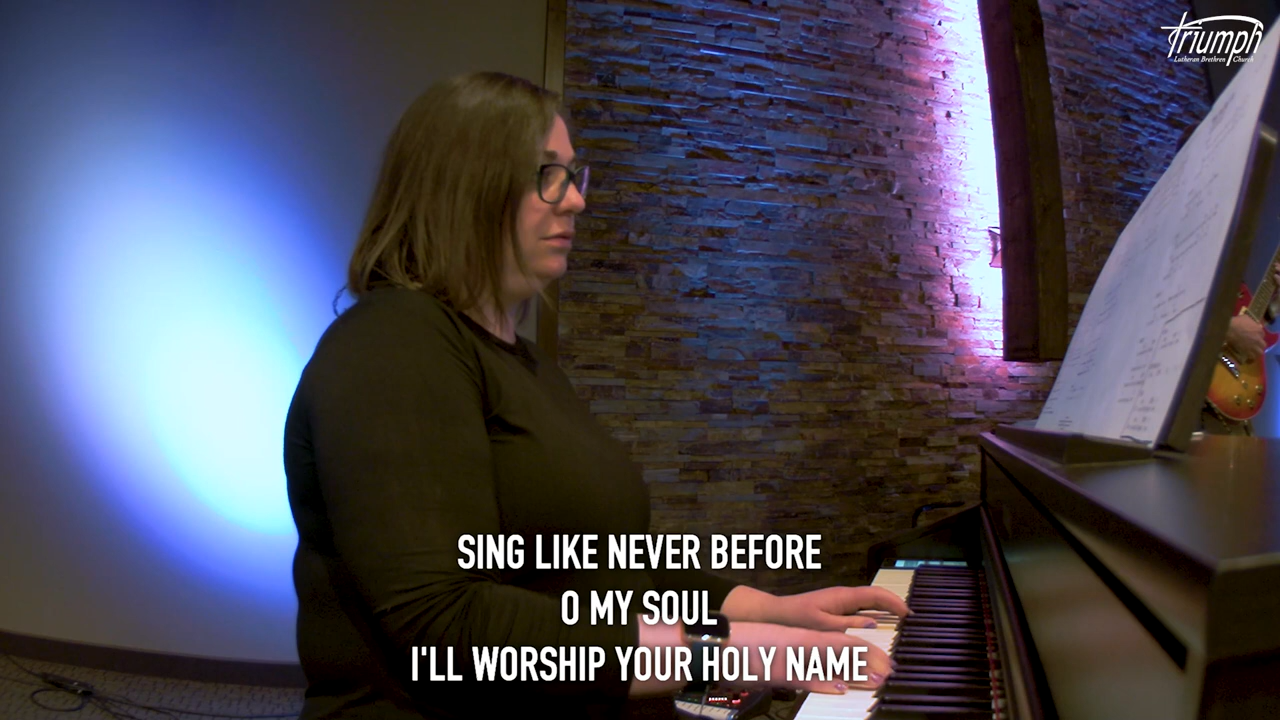 Triumph
Lutheran Brethren Church
SING LIKE NEVER BEFORE
O MY SOUL
I'LL WORSHIP YOUR HOLY NAME